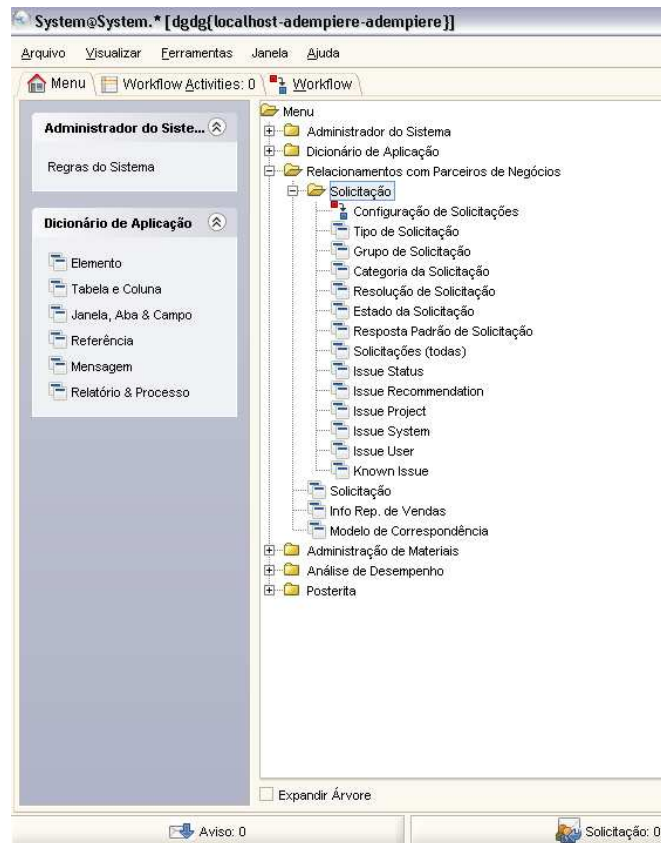 System@System.* [dgdg{localhost-adempiere-adempiere}]
Arquivo Visualizar Ferramentas Janela Ajuda
Menu Workflow Activities: 0 Workflow
Administrador do Siste...
Regras do Sistema
Dicionário de Aplicação
Elemento
Tabela e Coluna
Janela, Aba & Campo
Referência
Mensagem
Relatório & Processo
Menu
Administrador do Sistema
Dicionário de Aplicação
Relacionamentos com Parceiros de Negócios
Solicitação
Configuração de Solicitações
Tipo de Solicitação
Grupo de Solicitação
Categoria da Solicitação
Resolução de Solicitação
Estado da Solicitação
Resposta Padrão de Solicitação
Solicitações (todas)
Issue Status
Issue Recommendation
Issue Project
Issue System
Issue User
Known Issue
Solicitação
Info Rep. de Vendas
Modelo de Correspondência
Administração de Materiais
Análise de Desempenho
Posterita
Expandir Árvore
Aviso: 0 Solicitação: 0